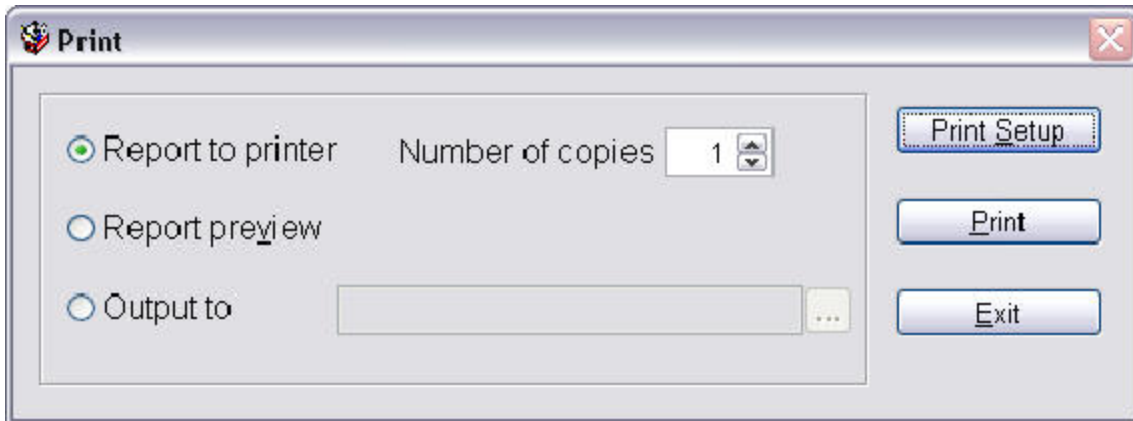 Print
Report to printer
Number of copies 1
Print Setup
Report preview
Print
Output to
...
Exit